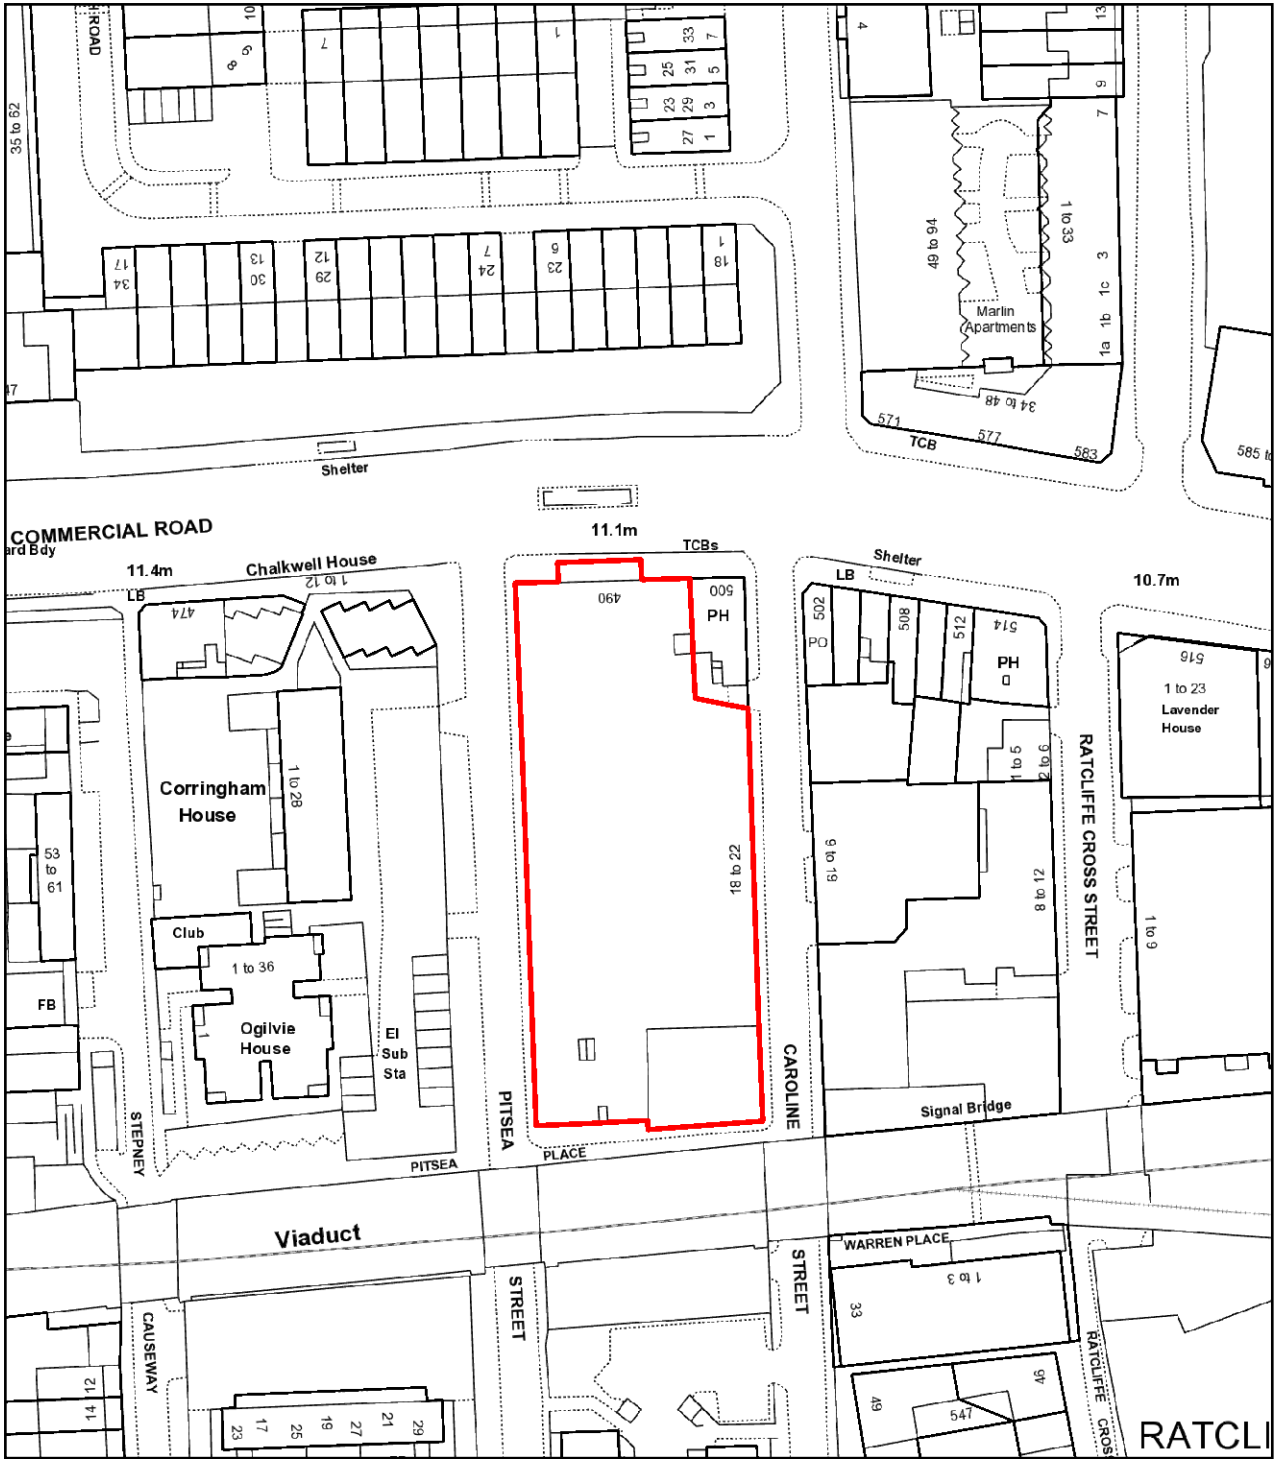 10
H ROAD
9
8
7
1
33 7
25 31 5
23 29 3
27 1
4
13
9
7
35 to 62
49 to 94
1 to 33
3
1c
1b
1a
Marlin
Apartments
17
34
13
30
12
29
7
24
6
23
1
18
47
34 to 48
571
577
583
TCB
585 to
Shelter
COMMERCIAL ROAD
ard Bdy
11.4m
Chalkwell House
1 to 12
11.1m
TCBs
Shelter
LB
10.7m
LB
474
490
500
PH
502
PO
508
512
514
PH
516
9
1 to 23
Lavender
House
e
Corringham
House
1 to 28
1 to 5
2 to 6
RATCLIFFE CROSS STREET
53
to
61
18 to 22
9 to 19
8 to 12
1 to 9
Club
1 to 36
FB
1
Ogilvie
House
El
Sub
Sta
PITSEA
CAROLINE
STEPNEY
Signal Bridge
PITSEA
PLACE
Viaduct
WARREN PLACE
1 to 3
STREET
STREET
33
CAUSEWAY
RATCLIFFE CROSS
12
14
23
17
25
19
27
21
29
49
547
46
RATCLI